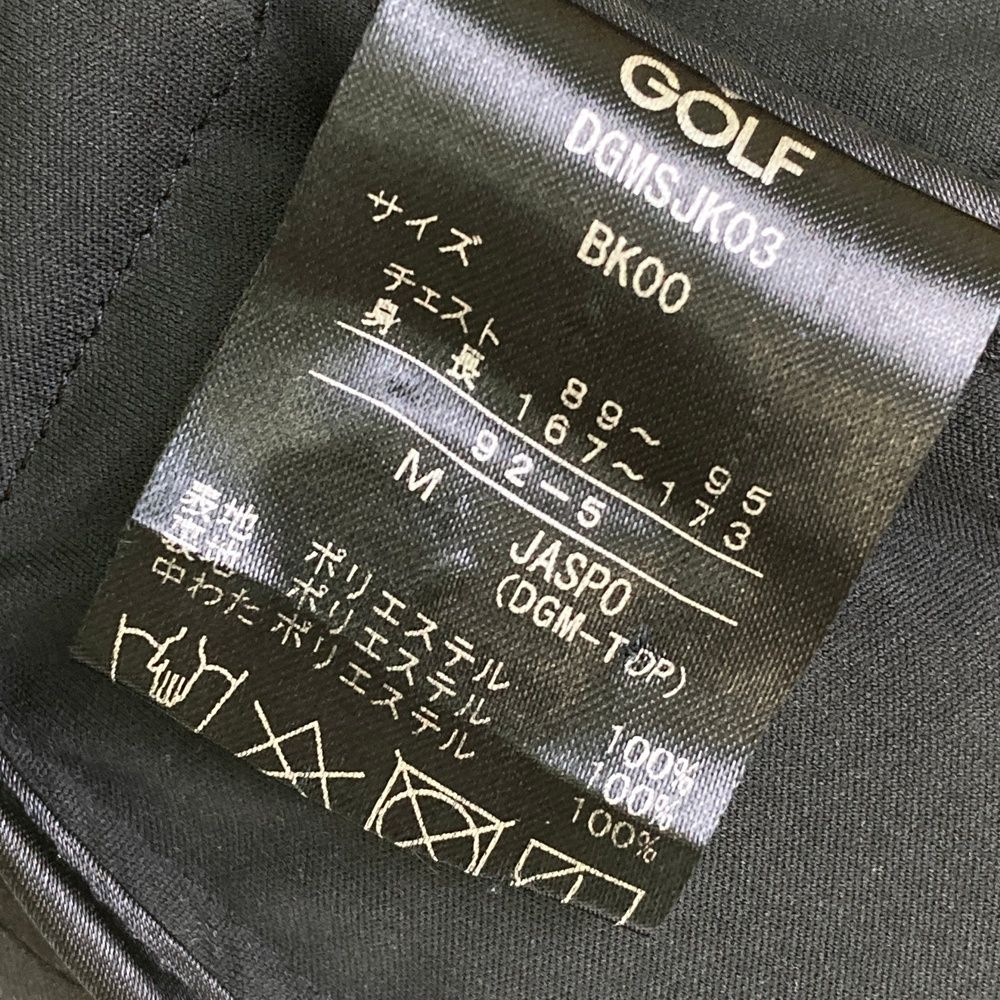 GOLF
DGMSJK03
BK00
サイズ
チェスト 89～ 95
身 長 167～173
92-5
M JASPO
(DGM-TDP)
表地 ポリエステル 100%
裏地 ポリエステル 100%
中わた ポリエステル 100%